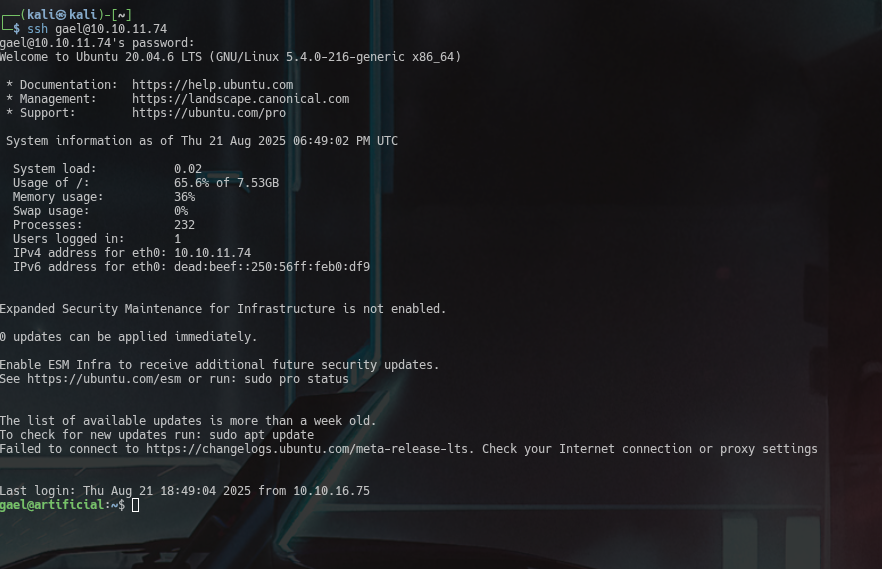 ┌──(kali㉿kali)-[~]
└─$ ssh gael@10.10.11.74
gael@10.10.11.74's password:
Welcome to Ubuntu 20.04.6 LTS (GNU/Linux 5.4.0-216-generic x86_64)
* Documentation:  https://help.ubuntu.com
* Management:     https://landscape.canonical.com
* Support:        https://ubuntu.com/pro
System information as of Thu 21 Aug 2025 06:49:02 PM UTC
System load:           0.02
Usage of /:            65.6% of 7.53GB
Memory usage:          36%
Swap usage:            0%
Processes:             232
Users logged in:       1
IPv4 address for eth0: 10.10.11.74
IPv6 address for eth0: dead:beef::250:56ff:feb0:df9
Expanded Security Maintenance for Infrastructure is not enabled.
0 updates can be applied immediately.
Enable ESM Infra to receive additional future security updates.
See https://ubuntu.com/esm or run: sudo pro status
The list of available updates is more than a week old.
To check for new updates run: sudo apt update
Failed to connect to https://changelogs.ubuntu.com/meta-release-lts. Check your Internet connection or proxy settings
Last login: Thu Aug 21 18:49:04 2025 from 10.10.16.75
gael@artificial:~$